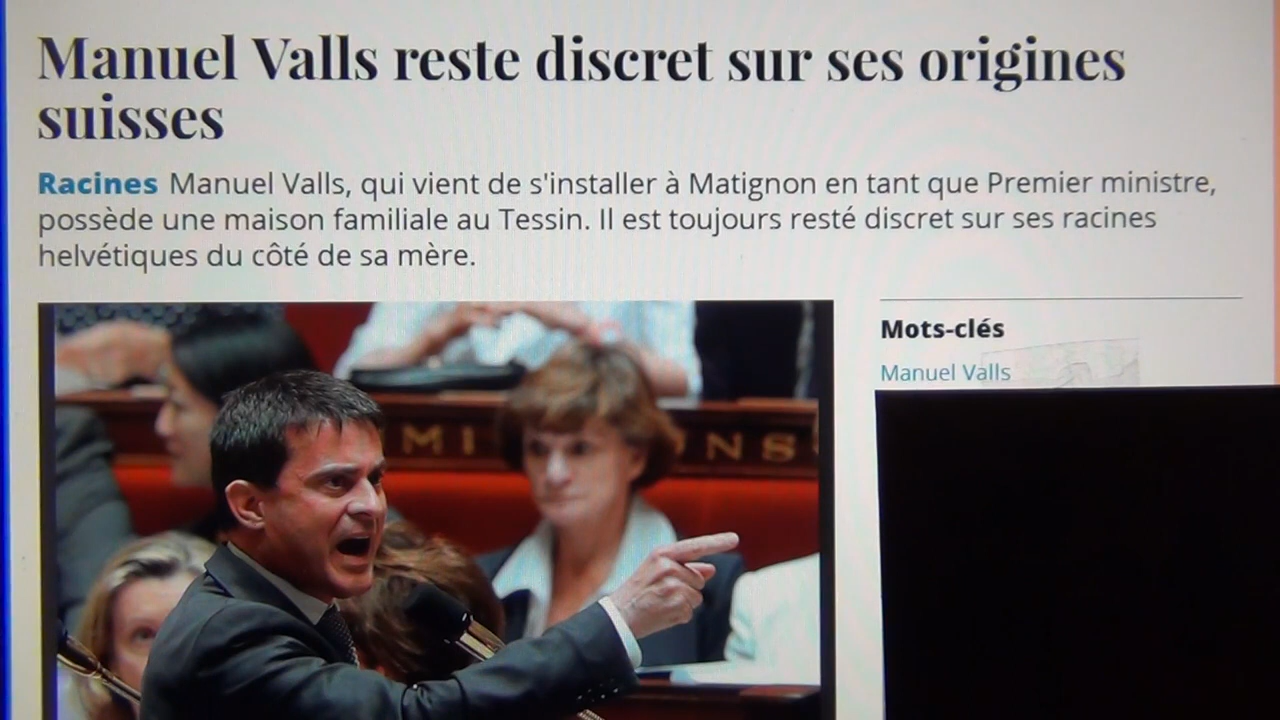 Manuel Valls reste discret sur ses origines
suisses
Racines Manuel Valls, qui vient de s'installer à Matignon en tant que Premier ministre,
possède une maison familiale au Tessin. Il est toujours resté discret sur ses racines
helvétiques du côté de sa mère.
Mots-clés
Manuel Valls
MI
NS